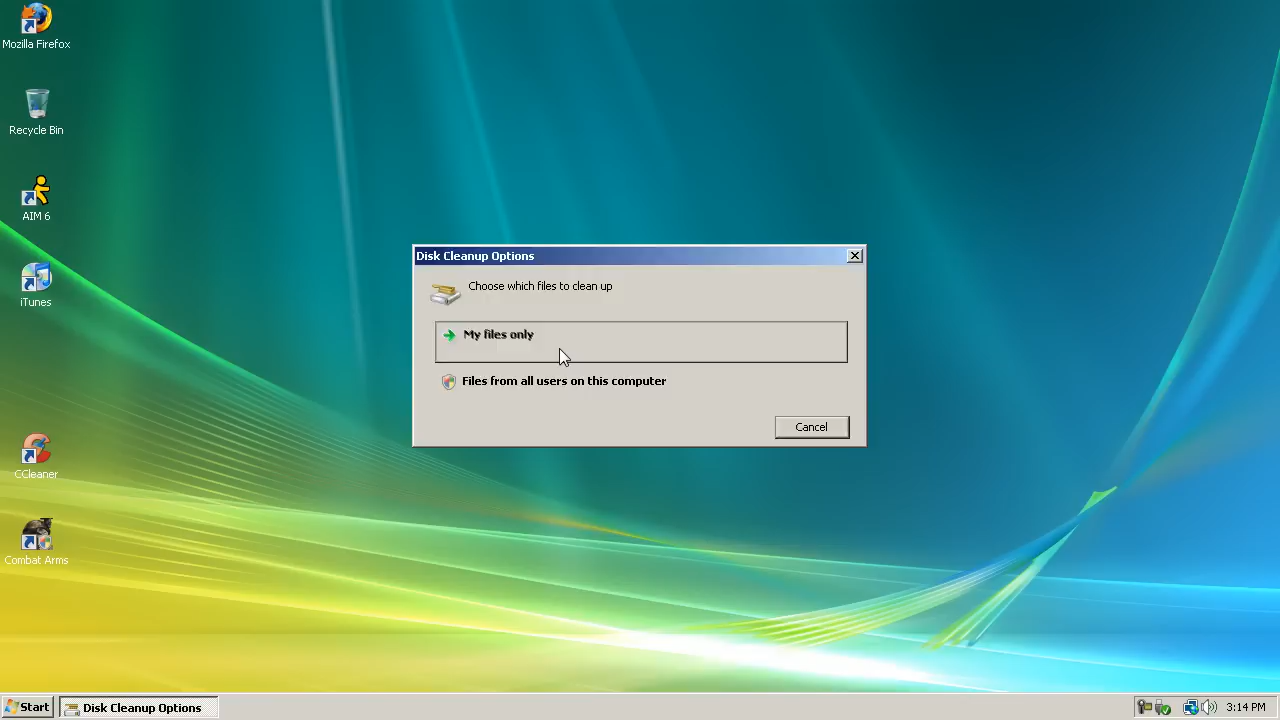 Mozilla Firefox
Recycle Bin
AIM 6
iTunes
CCleaner
Combat Arms
Disk Cleanup Options
Choose which files to clean up
My files only
Files from all users on this computer
Cancel
Start
Disk Cleanup Options
3:14 PM